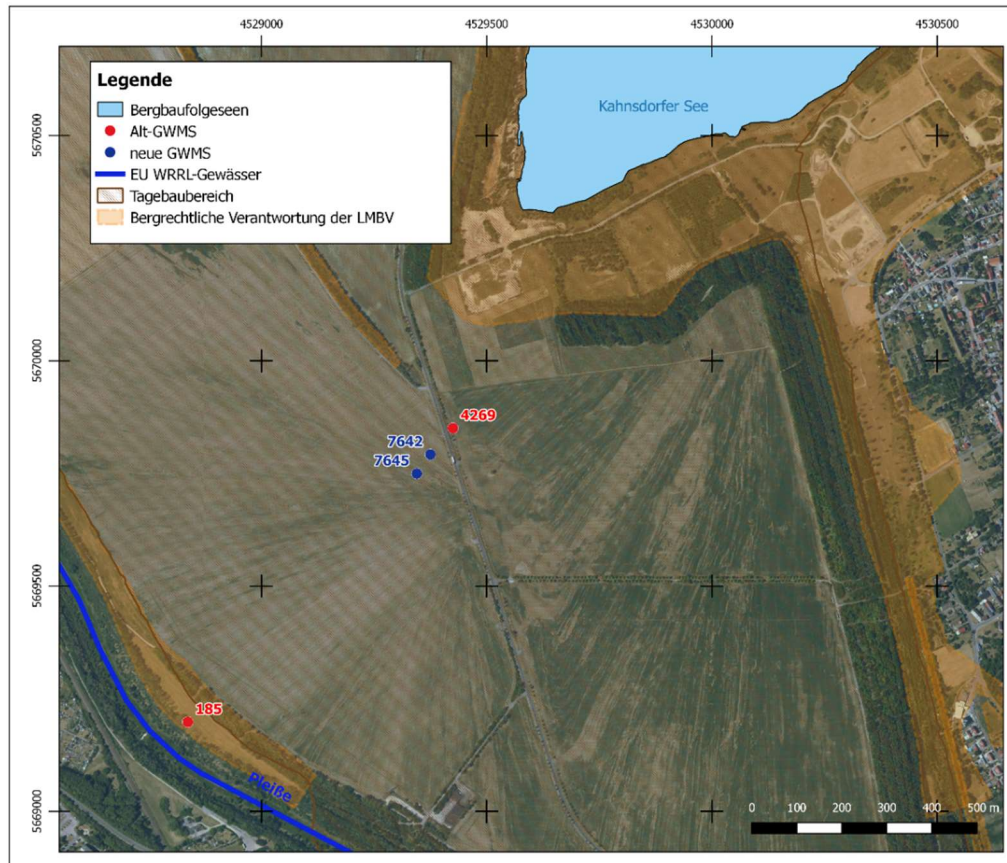 4529000 4529500 4530000 4530500
Legende
Bergbaufolgeseen
Alt-GWMS
neue GWMS
EU WRRL-Gewässer
Tagebaubereich
Bergrechtliche Verantwortung der LMBV
Kahnsdorfer See
5670500
5670000
4269
7642
7645
5669500
185
Pleiße
5669000
0 100 200 300 400 500 m